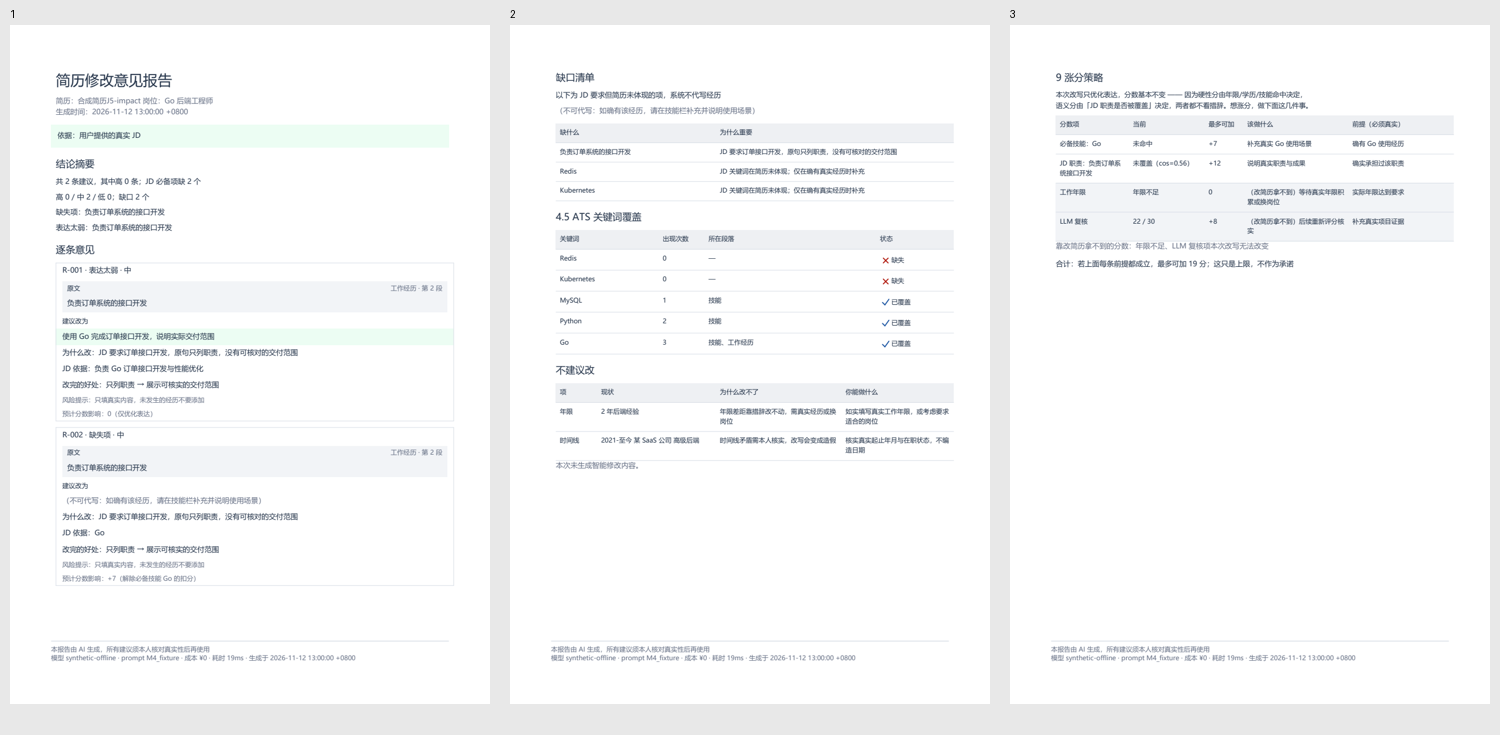 1
简历修改意见报告
简历：合成简历J5-impact 岗位：Go 后端工程师
生成时间：2026-11-12 13:00:00 +0800
依据：用户提供的真实 JD
结论摘要
共 2 条建议，其中高 0 条；JD 必备项缺 2 个
高 0 / 中 2 / 低 0；缺口 2 个
缺失项：负责订单系统的接口开发
表达太弱：负责订单系统的接口开发
逐条意见
R-001 · 表达太弱 · 中
原文 工作经历 · 第 2 段
负责订单系统的接口开发
建议改为
使用 Go 完成订单接口开发，说明实际交付范围
为什么改：JD 要求订单接口开发，原句只列职责，没有可核对的交付范围
JD 依据：负责 Go 订单接口开发与性能优化
改完的好处：只列职责 → 展示可核实的交付范围
风险提示：只填真实内容，未发生的经历不要添加
预计分数影响：0（仅优化表达）
R-002 · 缺失项 · 中
原文 工作经历 · 第 2 段
负责订单系统的接口开发
建议改为
（不可代写：如确有该经历，请在技能栏补充并说明使用场景）
为什么改：JD 要求订单接口开发，原句只列职责，没有可核对的交付范围
JD 依据：Go
改完的好处：只列职责 → 展示可核实的交付范围
风险提示：只填真实内容，未发生的经历不要添加
预计分数影响：+7（解除必备技能 Go 的扣分）
本报告由 AI 生成，所有建议须本人核对真实性后再使用
模型 synthetic-offline · prompt M4_fixture · 成本 ¥0 · 耗时 19ms · 生成于 2026-11-12 13:00:00 +0800
2
缺口清单
以下为 JD 要求但简历未体现的项，系统不代写经历
（不可代写：如确有该经历，请在技能栏补充并说明使用场景）
缺什么 为什么重要
负责订单系统的接口开发 JD 要求订单接口开发，原句只列职责，没有可核对的交付范围
Redis JD 关键词在简历未体现；仅在确有真实经历时补充
Kubernetes JD 关键词在简历未体现；仅在确有真实经历时补充
4.5 ATS 关键词覆盖
关键词 出现次数 所在段落 状态
Redis 0 — ❌ 缺失
Kubernetes 0 — ❌ 缺失
MySQL 1 技能 ✓ 已覆盖
Python 2 技能 ✓ 已覆盖
Go 3 技能、工作经历 ✓ 已覆盖
不建议改
项 现状 为什么改不了 你能做什么
年限 2 年后端经验 年限差距靠措辞改不动，需真实经历或换岗位 如实填写真实工作年限，或考虑要求适合的岗位
时间线 2021-至今 某 SaaS 公司 高级后端 时间线矛盾需本人核实，改写会变成造假 核实真实起止年月与在职状态，不编造日期
本次未生成智能修改内容。
本报告由 AI 生成，所有建议须本人核对真实性后再使用
模型 synthetic-offline · prompt M4_fixture · 成本 ¥0 · 耗时 19ms · 生成于 2026-11-12 13:00:00 +0800
3
9 涨分策略
本次改写只优化表达，分数基本不变 —— 因为硬性分由年限/学历/技能命中决定，
语义分由「JD 职责是否被覆盖」决定，两者都不看措辞。想涨分，做下面这几件事。
分数项 当前 最多可加 该做什么 前提（必须真实）
必备技能：Go 未命中 +7 补充真实 Go 使用场景 确有 Go 使用经历
JD 职责：负责订单系统接口开发 未覆盖（cos=0.56） +12 说明真实职责与成果 确实承担过该职责
工作年限 年限不足 0 （改简历拿不到）等待真实年限积累或换岗位 实际年限达到要求
LLM 复核 22 / 30 +8 （改简历拿不到）后续重新评分核实 补充真实项目证据
靠改简历拿不到的分数：年限不足、LLM 复核项本次改写无法改变
合计：若上面每条前提都成立，最多可加 19 分；这只是上限，不作为承诺
本报告由 AI 生成，所有建议须本人核对真实性后再使用
模型 synthetic-offline · prompt M4_fixture · 成本 ¥0 · 耗时 19ms · 生成于 2026-11-12 13:00:00 +0800